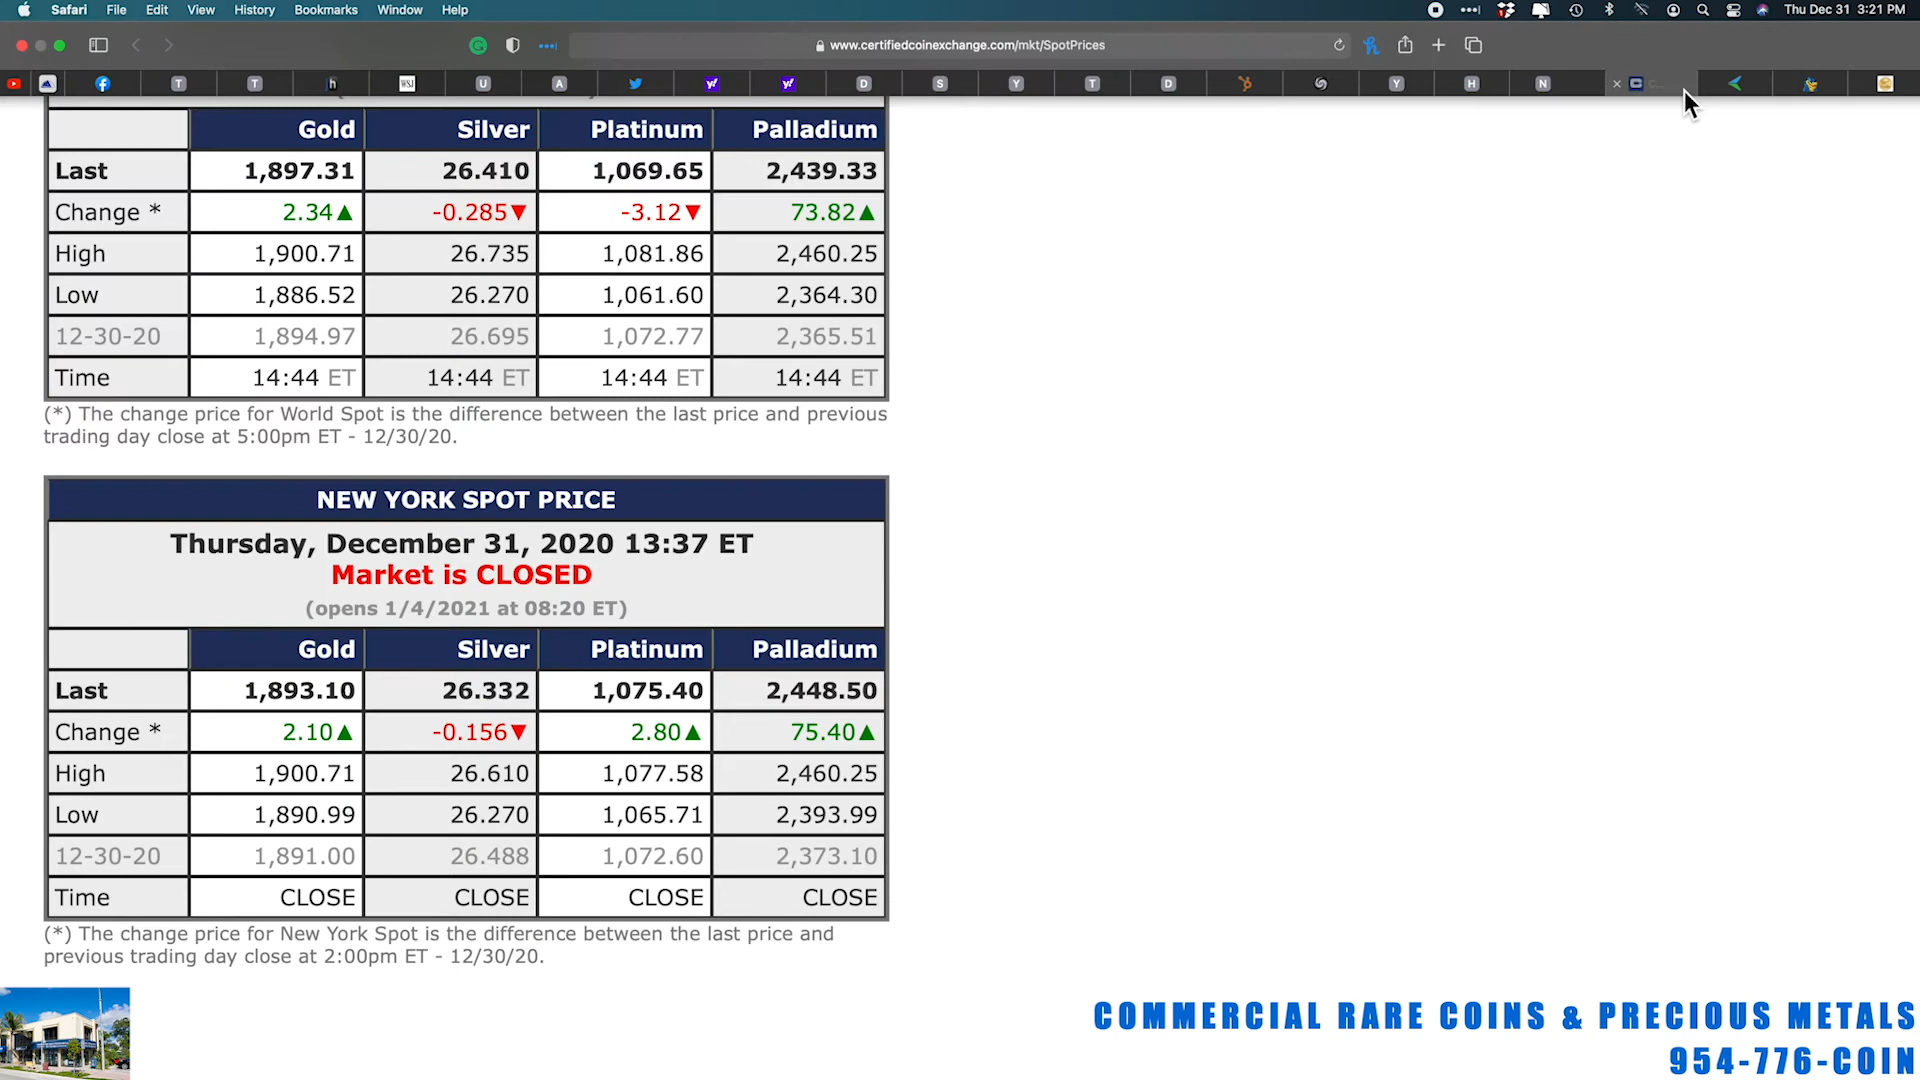 Safari File Edit View History Bookmarks Window Help Thu Dec 31 3:21 PM
www.certifiedcoinexchange.com/mkt/SpotPrices
T T h WSJ U A y! y! D S Y T D Y H N
Gold Silver Platinum Palladium
Last 1,897.31 26.410 1,069.65 2,439.33
Change * 2.34▲ -0.285▼ -3.12▼ 73.82▲
High 1,900.71 26.735 1,081.86 2,460.25
Low 1,886.52 26.270 1,061.60 2,364.30
12-30-20 1,894.97 26.695 1,072.77 2,365.51
Time 14:44 ET 14:44 ET 14:44 ET 14:44 ET
(*) The change price for World Spot is the difference between the last price and previous
trading day close at 5:00pm ET - 12/30/20.
NEW YORK SPOT PRICE
Thursday, December 31, 2020 13:37 ET
Market is CLOSED
(opens 1/4/2021 at 08:20 ET)
Gold Silver Platinum Palladium
Last 1,893.10 26.332 1,075.40 2,448.50
Change * 2.10▲ -0.156▼ 2.80▲ 75.40▲
High 1,900.71 26.610 1,077.58 2,460.25
Low 1,890.99 26.270 1,065.71 2,393.99
12-30-20 1,891.00 26.488 1,072.60 2,373.10
Time CLOSE CLOSE CLOSE CLOSE
(*) The change price for New York Spot is the difference between the last price and
previous trading day close at 2:00pm ET - 12/30/20.
COMMERCIAL RARE COINS & PRECIOUS METALS
954-776-COIN